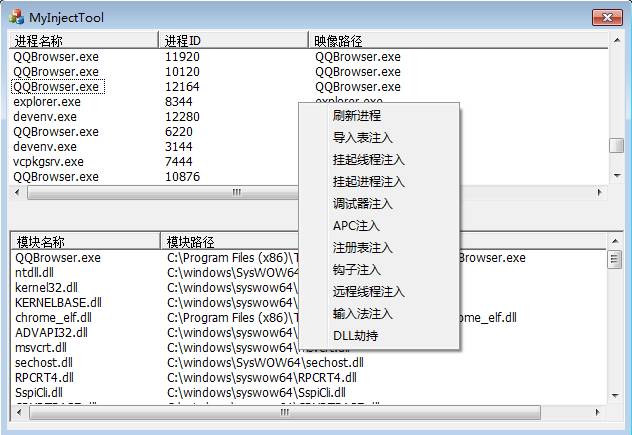 MyInjectTool
进程名称 进程ID 映像路径
QQBrowser.exe 11920 QQBrowser.exe
QQBrowser.exe 10120 QQBrowser.exe
QQBrowser.exe 12164 QQBrowser.exe
explorer.exe 8344 explorer.exe
devenv.exe 12280
QQBrowser.exe 6220
devenv.exe 3144
vcpkgsrv.exe 7444
QQBrowser.exe 10876
刷新进程
导入表注入
挂起线程注入
挂起进程注入
调试器注入
APC注入
注册表注入
钩子注入
远程线程注入
输入法注入
DLL劫持
模块名称 模块路径
QQBrowser.exe C:\Program Files (x86)\T Browser.exe
ntdll.dll C:\windows\SysWOW64\
kernel32.dll C:\windows\syswow64\
KERNELBASE.dll C:\windows\syswow64\
chrome_elf.dll C:\Program Files (x86)\T me_elf.dll
ADVAPI32.dll C:\windows\syswow64\
msvcrt.dll C:\windows\syswow64\
sechost.dll C:\windows\SysWOW64\sechost.dll
RPCRT4.dll C:\windows\syswow64\RPCRT4.dll
SspiCli.dll C:\windows\syswow64\SspiCli.dll